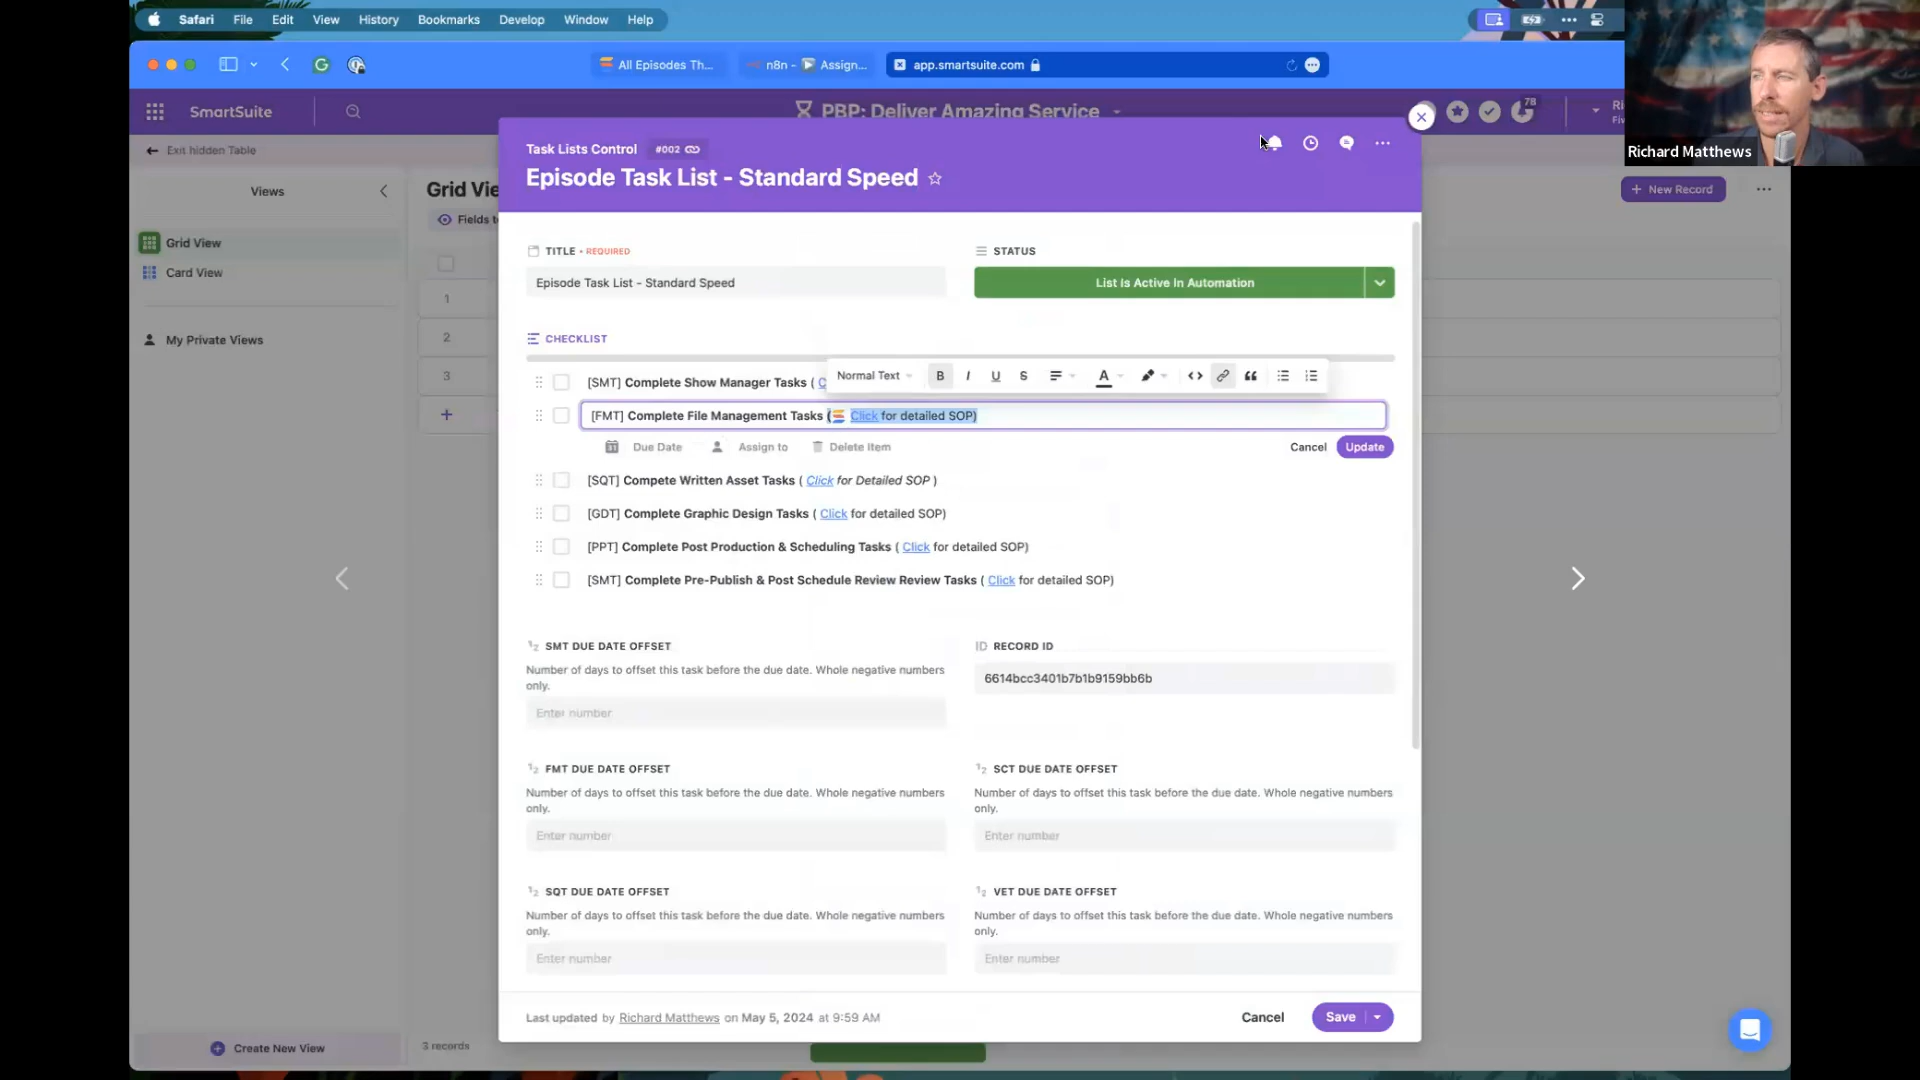 Safari File Edit View History Bookmarks Develop Window Help
All Episodes Th... n8n - Assign... app.smartsuite.com
SmartSuite
PBP: Deliver Amazing Service
78
Exit hidden Table
Views
Grid View
Card View
My Private Views
Create New View
Grid Vie
Fields t
1
2
3
3 records
New Record
Richard Matthews
Task Lists Control #002
Episode Task List - Standard Speed
TITLE • REQUIRED
Episode Task List - Standard Speed
STATUS
List Is Active In Automation
CHECKLIST
Normal Text B I U S A
[SMT] Complete Show Manager Tasks ( C
[FMT] Complete File Management Tasks ( Click for detailed SOP)
Due Date Assign to Delete Item Cancel Update
[SQT] Compete Written Asset Tasks ( Click for Detailed SOP )
[GDT] Complete Graphic Design Tasks ( Click for detailed SOP)
[PPT] Complete Post Production & Scheduling Tasks ( Click for detailed SOP)
[SMT] Complete Pre-Publish & Post Schedule Review Review Tasks ( Click for detailed SOP)
SMT DUE DATE OFFSET
Number of days to offset this task before the due date. Whole negative numbers
only.
Enter number
ID RECORD ID
6614bcc3401b7b1b9159bb6b
FMT DUE DATE OFFSET
Number of days to offset this task before the due date. Whole negative numbers
only.
Enter number
SCT DUE DATE OFFSET
Number of days to offset this task before the due date. Whole negative numbers
only.
Enter number
SQT DUE DATE OFFSET
Number of days to offset this task before the due date. Whole negative numbers
only.
Enter number
VET DUE DATE OFFSET
Number of days to offset this task before the due date. Whole negative numbers
only.
Enter number
Last updated by Richard Matthews on May 5, 2024 at 9:59 AM
Cancel Save